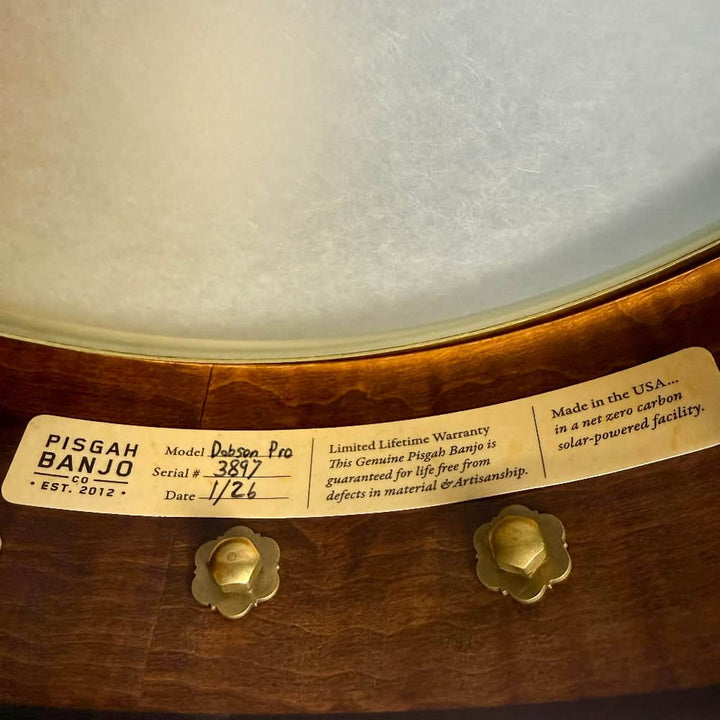 PISGAH
BANJO
CO
• EST. 2012 •
Model Dobson Pro
Serial # 3897
Date 1/26
Limited Lifetime Warranty
This Genuine Pisgah Banjo is
guaranteed for life free from
defects in material & Artisanship.
Made in the USA...
in a net zero carbon
solar-powered facility.